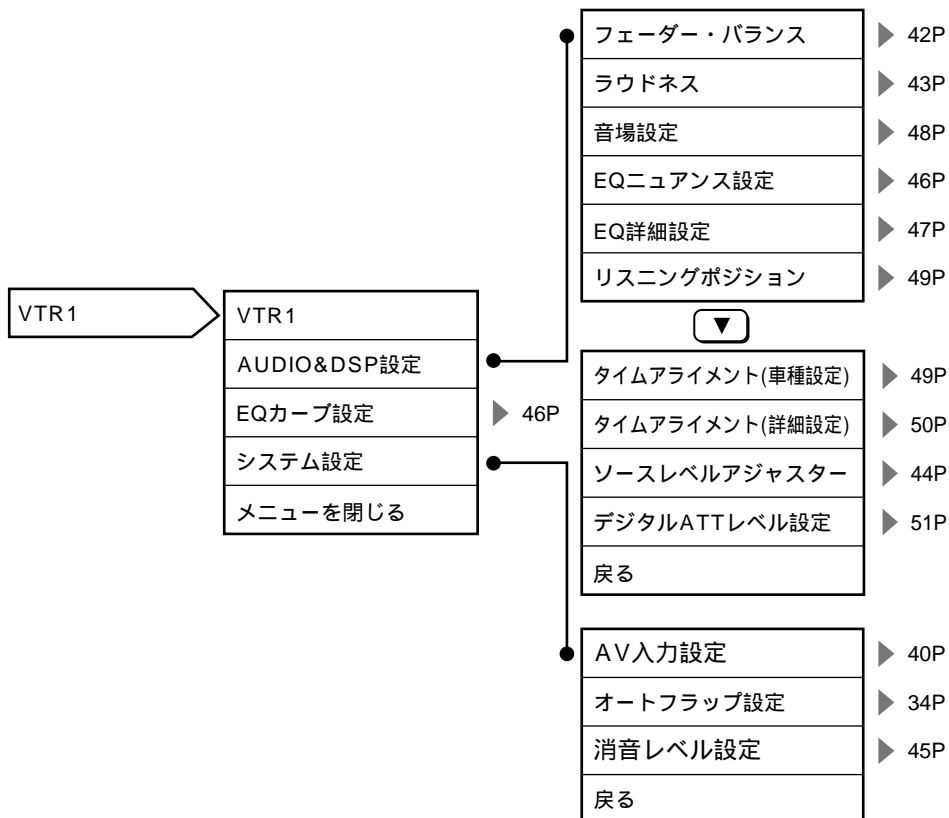 VTR1
VTR1
AUDIO&DSP設定
EQカーブ設定 46P
システム設定
メニューを閉じる
フェーダー・バランス 42P
ラウドネス 43P
音場設定 48P
EQニュアンス設定 46P
EQ詳細設定 47P
リスニングポジション 49P
▼
タイムアライメント(車種設定) 49P
タイムアライメント(詳細設定) 50P
ソースレベルアジャスター 44P
デジタルATTレベル設定 51P
戻る
AV入力設定 40P
オートフラップ設定 34P
消音レベル設定 45P
戻る